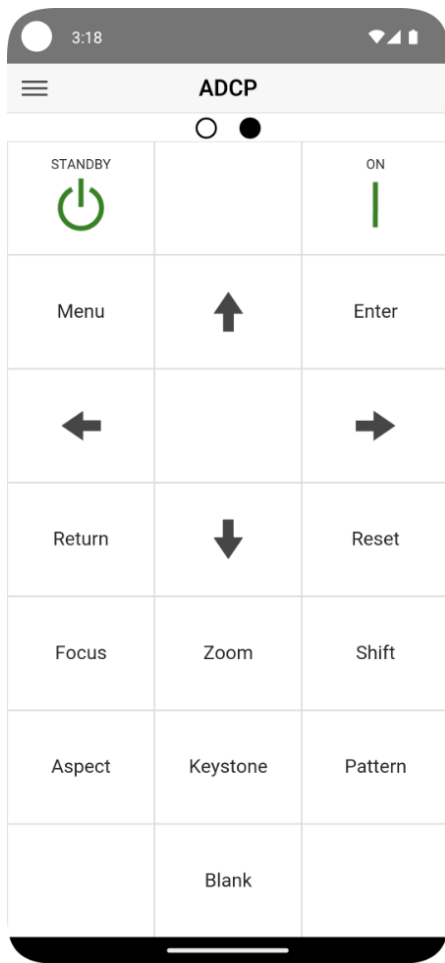 3:18
ADCP
STANDBY
ON
Menu
Enter
Return
Reset
Focus
Zoom
Shift
Aspect
Keystone
Pattern
Blank